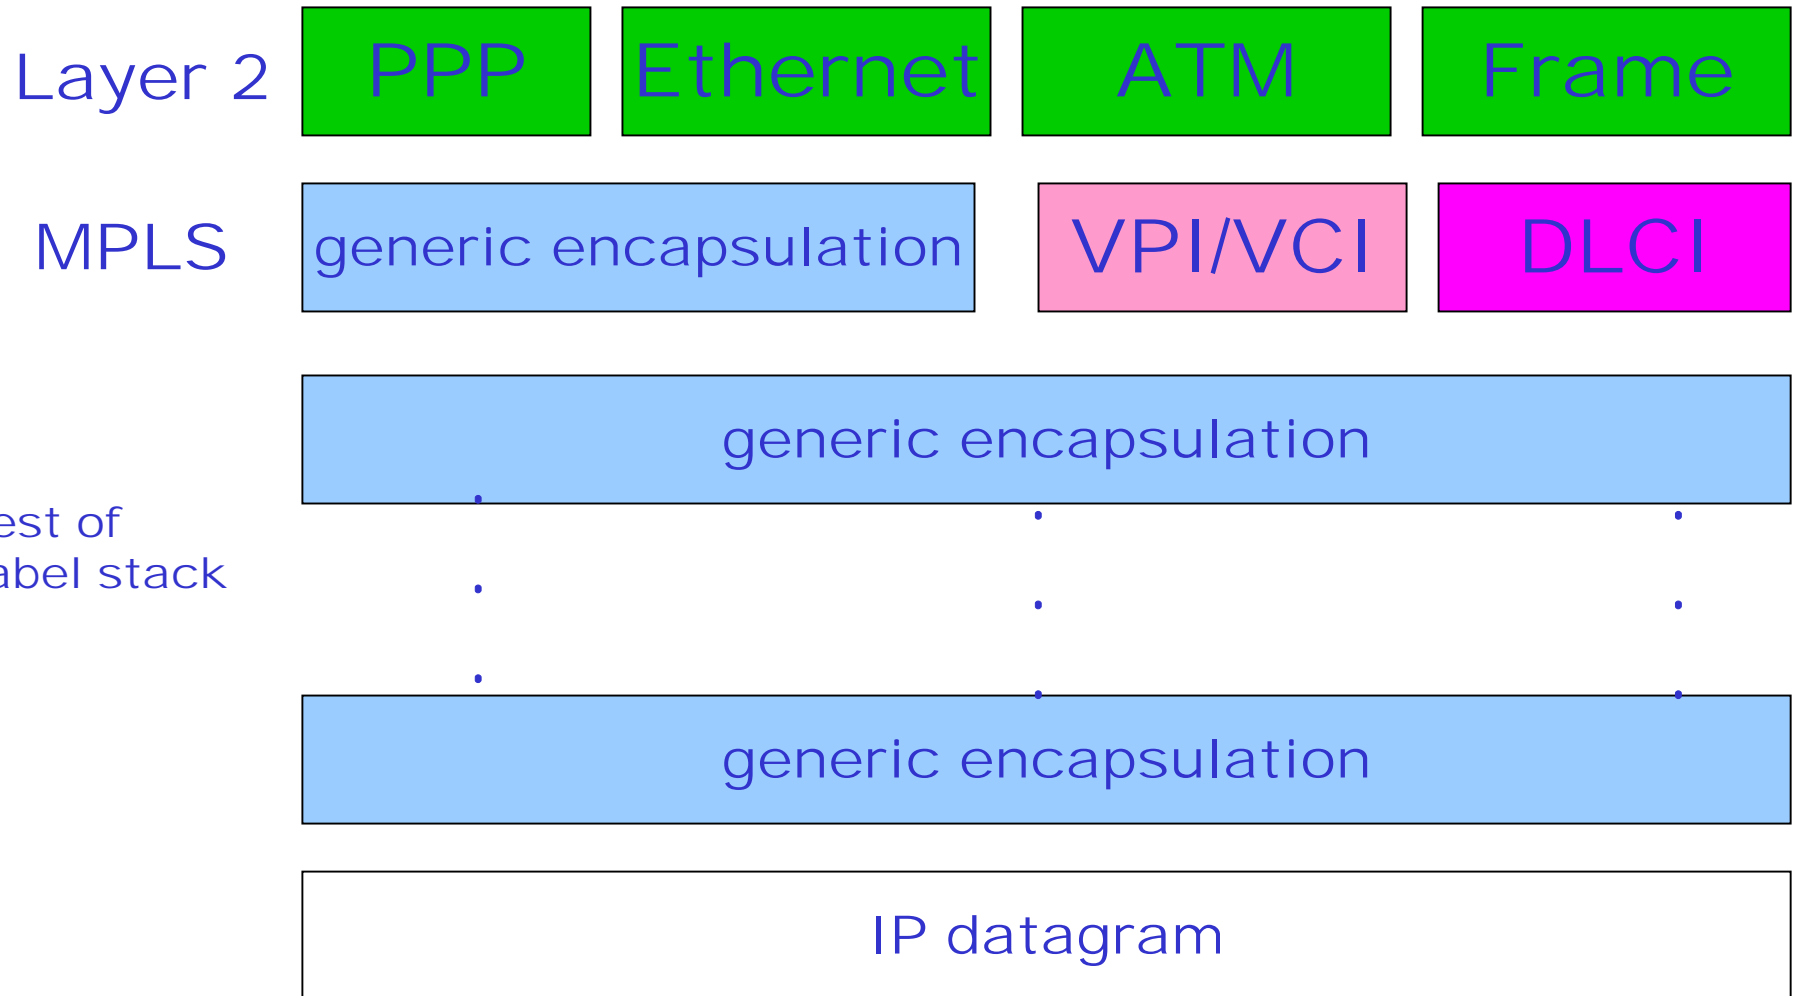 Layer 2 PPP Ethernet ATM Frame
MPLS generic encapsulation VPI/VCI DLCI
generic encapsulation
est of
abel stack
generic encapsulation
IP datagram